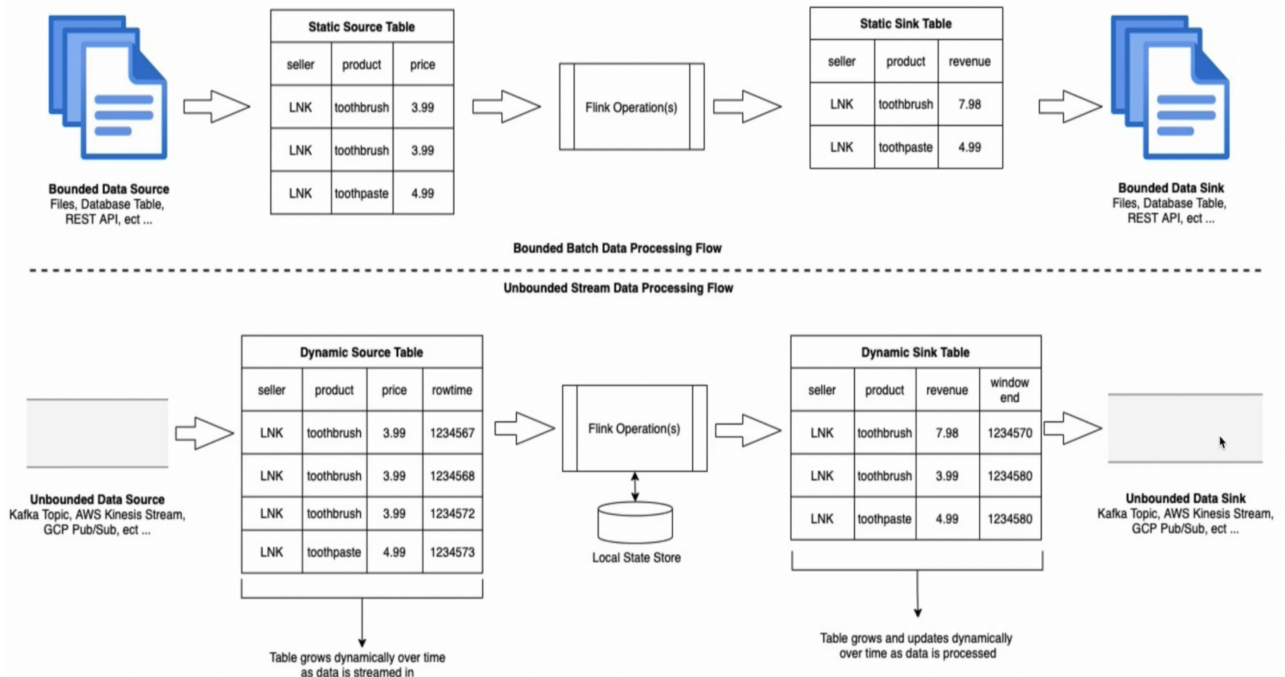 Static Source Table
seller product price
LNK toothbrush 3.99
LNK toothbrush 3.99
LNK toothpaste 4.99
Flink Operation(s)
Static Sink Table
seller product revenue
LNK toothbrush 7.98
LNK toothpaste 4.99
Bounded Data Source
Files, Database Table,
REST API, ect ...
Bounded Data Sink
Files, Database Table,
REST API, ect ...
Bounded Batch Data Processing Flow
Unbounded Stream Data Processing Flow
Dynamic Source Table
seller product price rowtime
LNK toothbrush 3.99 1234567
LNK toothbrush 3.99 1234568
LNK toothbrush 3.99 1234572
LNK toothpaste 4.99 1234573
Flink Operation(s)
Local State Store
Dynamic Sink Table
seller product revenue window
end
LNK toothbrush 7.98 1234570
LNK toothbrush 3.99 1234580
LNK toothpaste 4.99 1234580
Unbounded Data Source
Kafka Topic, AWS Kinesis Stream,
GCP Pub/Sub, ect ...
Unbounded Data Sink
Kafka Topic, AWS Kinesis Stream,
GCP Pub/Sub, ect ...
Table grows dynamically over time
as data is streamed in
Table grows and updates dynamically
over time as data is processed